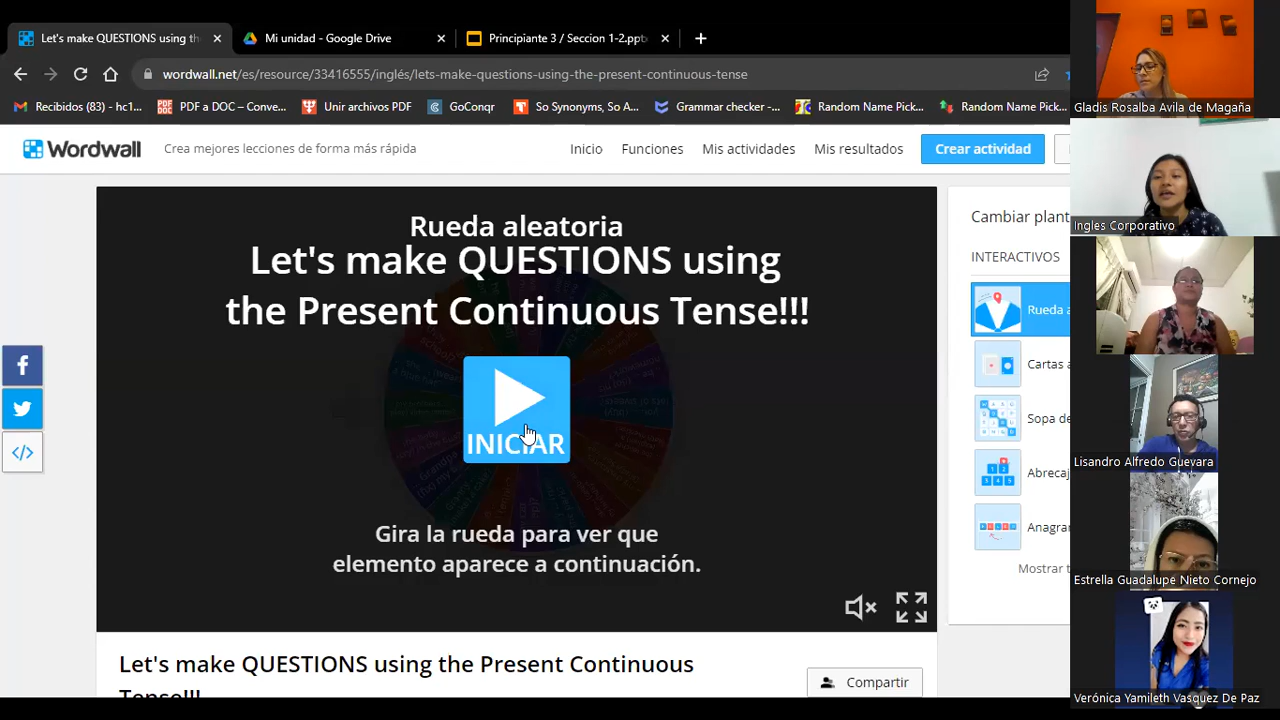 Let's make QUESTIONS using th
Mi unidad - Google Drive
Principiante 3 / Seccion 1-2.ppt
wordwall.net/es/resource/33416555/inglés/lets-make-questions-using-the-present-continuous-tense
Recibidos (83) - hc1...
PDF a DOC – Conve...
Unir archivos PDF
GoConqr
So Synonyms, So A...
Grammar checker -...
Random Name Pick...
Random Name Pick...
Wordwall
Crea mejores lecciones de forma más rápida
Inicio
Funciones
Mis actividades
Mis resultados
Crear actividad
Rueda aleatoria
Let's make QUESTIONS using
the Present Continuous Tense!!!
INICIAR
Gira la rueda para ver que
elemento aparece a continuación.
Let's make QUESTIONS using the Present Continuous
Tense!!!
Compartir
Cambiar plant
INTERACTIVOS
Rueda a
Cartas a
Sopa de
Abrecaj
Anagran
Mostrar t
Gladis Rosalba Avila de Magaña
Ingles Corporativo
Lisandro Alfredo Guevara
Estrella Guadalupe Nieto Cornejo
Verónica Yamileth Vasquez De Paz